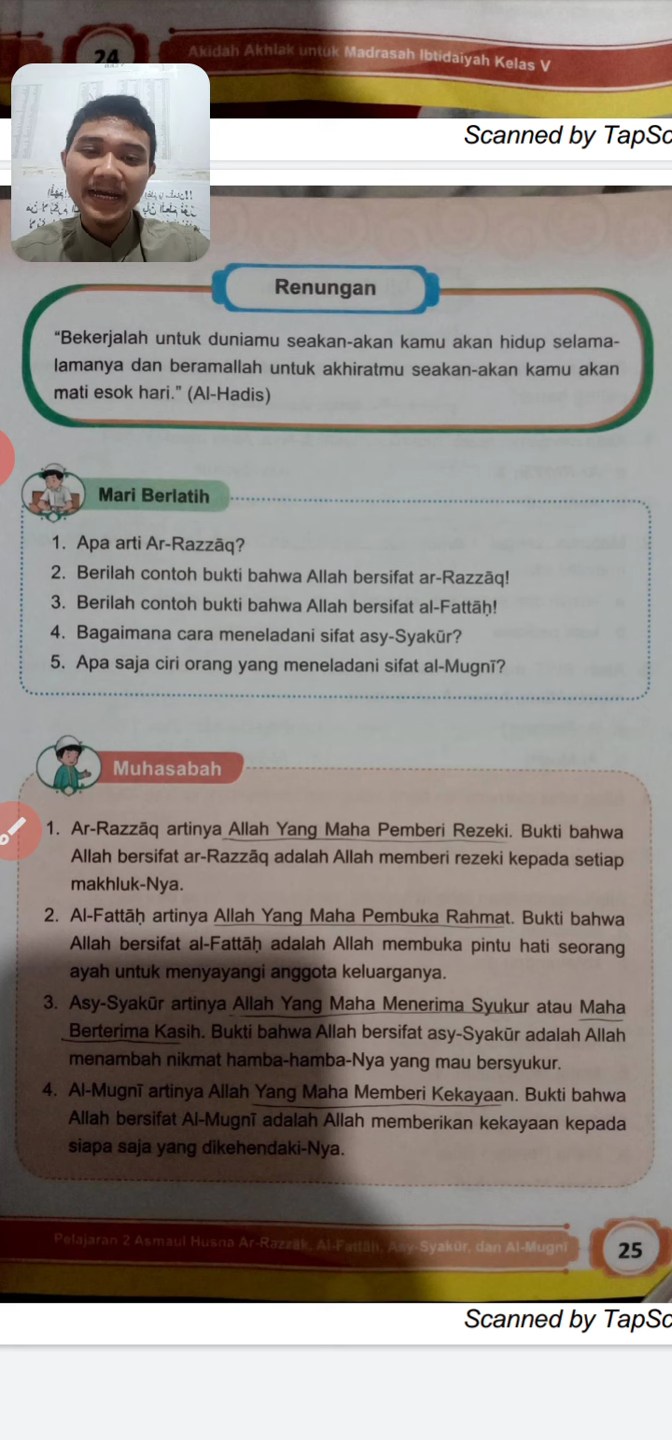 24
Akidah Akhlak untuk Madrasah Ibtidaiyah Kelas V
Scanned by TapSc
Renungan
“Bekerjalah untuk duniamu seakan-akan kamu akan hidup selama-
lamanya dan beramallah untuk akhiratmu seakan-akan kamu akan
mati esok hari.” (Al-Hadis)
Mari Berlatih
1. Apa arti Ar-Razzāq?
2. Berilah contoh bukti bahwa Allah bersifat ar-Razzāq!
3. Berilah contoh bukti bahwa Allah bersifat al-Fattāḥ!
4. Bagaimana cara meneladani sifat asy-Syakūr?
5. Apa saja ciri orang yang meneladani sifat al-Mugnī?
Muhasabah
1. Ar-Razzāq artinya Allah Yang Maha Pemberi Rezeki. Bukti bahwa
Allah bersifat ar-Razzāq adalah Allah memberi rezeki kepada setiap
makhluk-Nya.
2. Al-Fattāḥ artinya Allah Yang Maha Pembuka Rahmat. Bukti bahwa
Allah bersifat al-Fattāḥ adalah Allah membuka pintu hati seorang
ayah untuk menyayangi anggota keluarganya.
3. Asy-Syakūr artinya Allah Yang Maha Menerima Syukur atau Maha
Berterima Kasih. Bukti bahwa Allah bersifat asy-Syakūr adalah Allah
menambah nikmat hamba-hamba-Nya yang mau bersyukur.
4. Al-Mugnī artinya Allah Yang Maha Memberi Kekayaan. Bukti bahwa
Allah bersifat Al-Mugnī adalah Allah memberikan kekayaan kepada
siapa saja yang dikehendaki-Nya.
Pelajaran 2 Asmaul Husna Ar-Razzāk, Al-Fattāh, Asy-Syakūr, dan Al-Mugnī
25
Scanned by TapSc